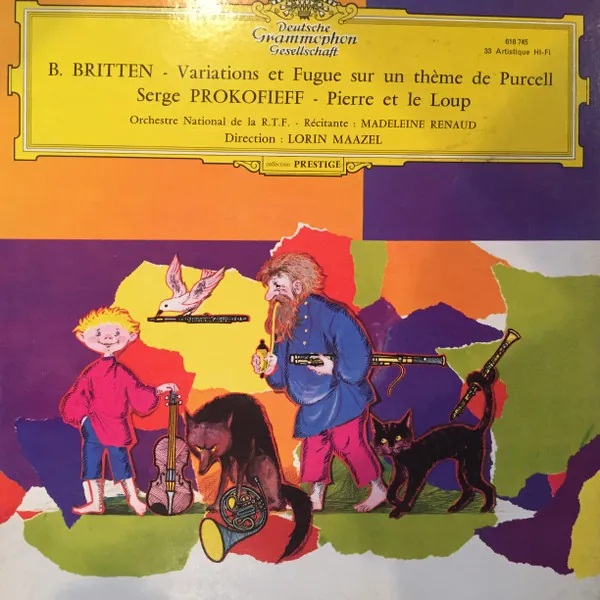 Deutsche
Grammophon
Gesellschaft
618 745
33 Artistique Hi-Fi
B. BRITTEN - Variations et Fugue sur un thème de Purcell
Serge PROKOFIEFF - Pierre et le Loup
Orchestre National de la R.T.F. - Récitante : MADELEINE RENAUD
Direction : LORIN MAAZEL
collection PRESTIGE